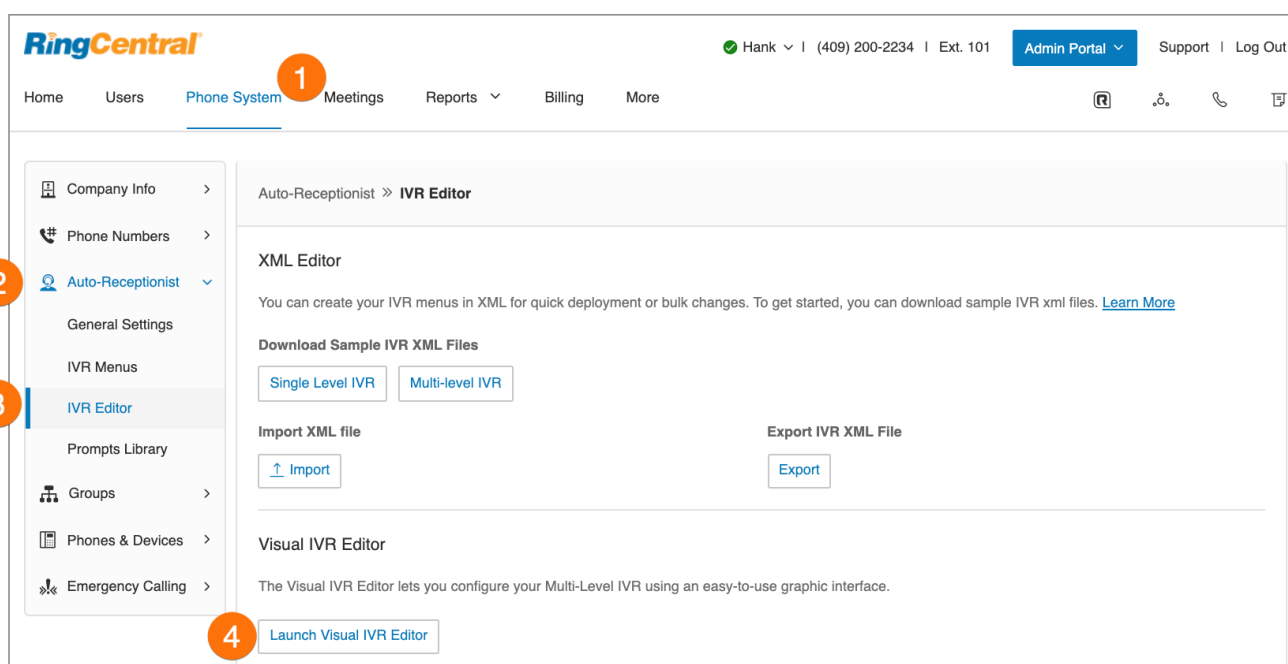 RingCentral
Hank | (409) 200-2234 | Ext. 101 Admin Portal Support | Log Out
1
Home Users Phone System Meetings Reports Billing More
Company Info
Phone Numbers
2 Auto-Receptionist
General Settings
IVR Menus
3 IVR Editor
Prompts Library
Groups
Phones & Devices
Emergency Calling
Auto-Receptionist » IVR Editor
XML Editor
You can create your IVR menus in XML for quick deployment or bulk changes. To get started, you can download sample IVR xml files. Learn More
Download Sample IVR XML Files
Single Level IVR Multi-level IVR
Import XML file Export IVR XML File
Import Export
Visual IVR Editor
The Visual IVR Editor lets you configure your Multi-Level IVR using an easy-to-use graphic interface.
4 Launch Visual IVR Editor